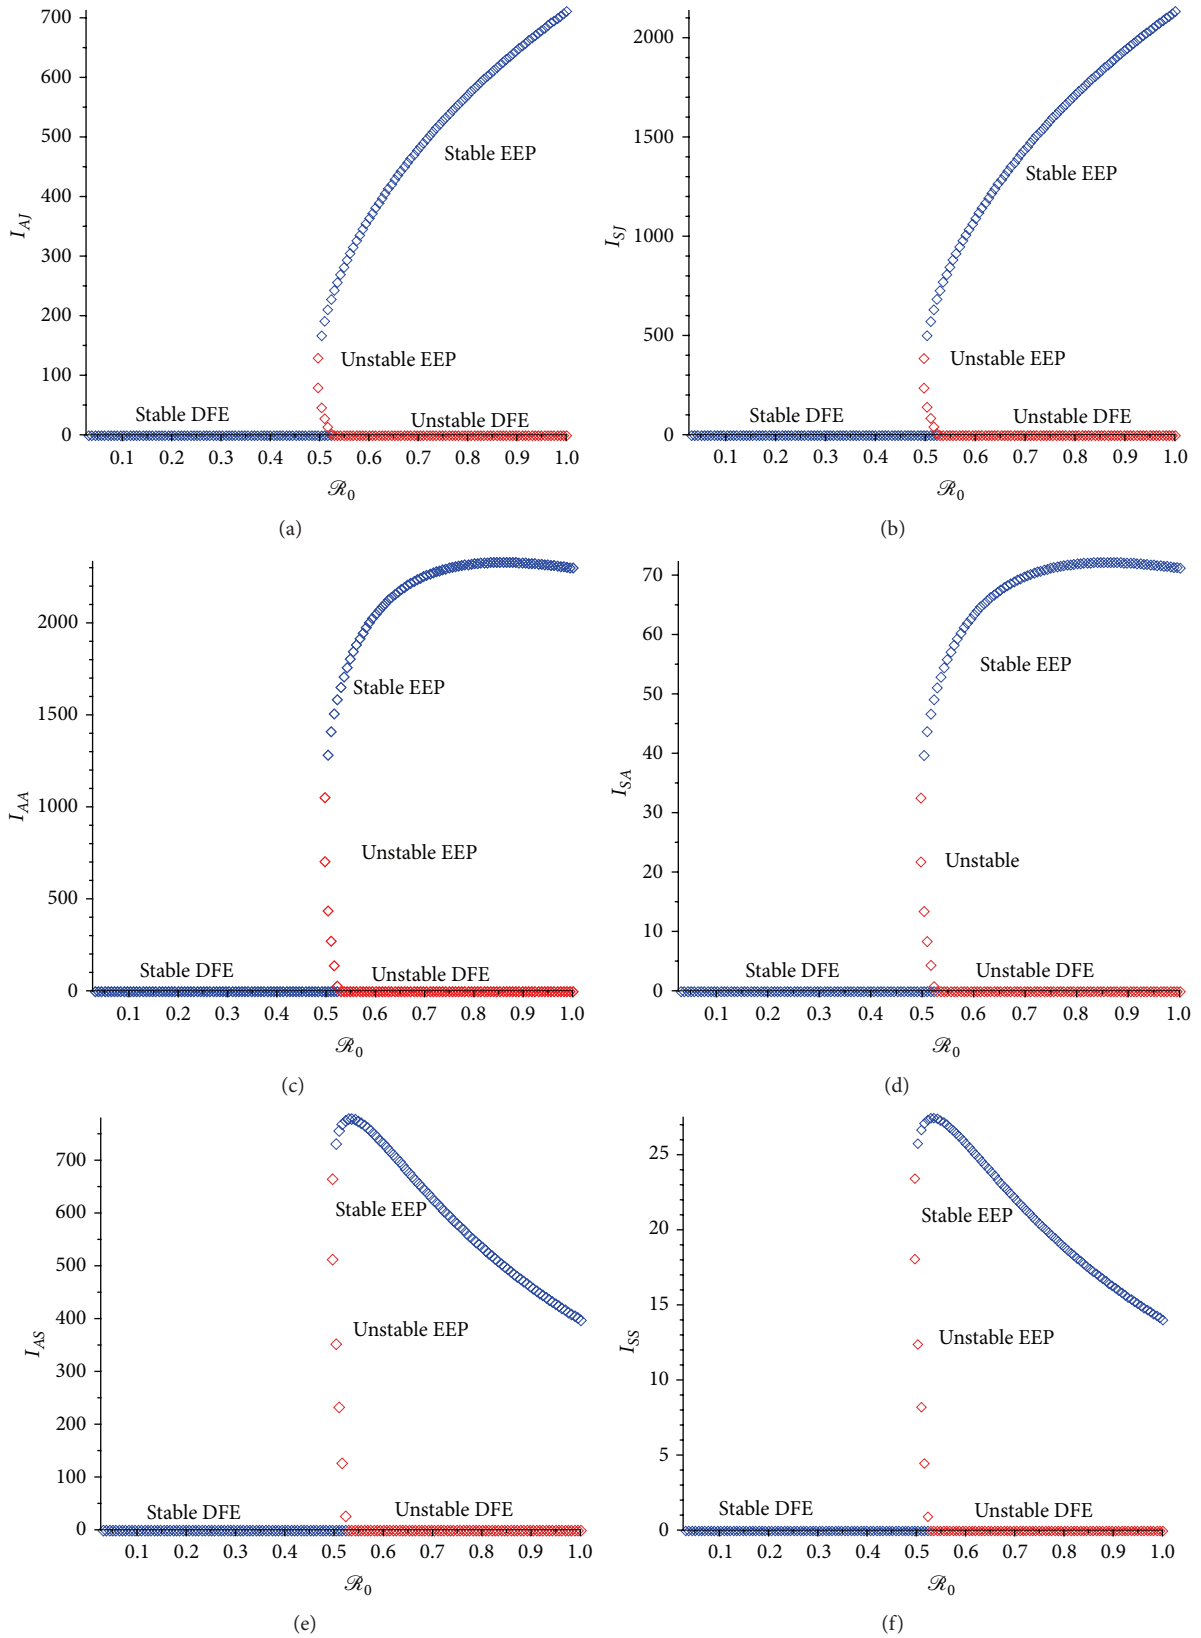 700
600
500
400
300
200
100
0
I_AJ
Stable EEP
Unstable EEP
Stable DFE
Unstable DFE
0.1 0.2 0.3 0.4 0.5 0.6 0.7 0.8 0.9 1.0
ℛ0
(a)
2000
1500
1000
500
0
I_SJ
Stable EEP
Unstable EEP
Stable DFE
Unstable DFE
0.1 0.2 0.3 0.4 0.5 0.6 0.7 0.8 0.9 1.0
ℛ0
(b)
2000
1500
1000
500
0
I_AA
Stable EEP
Unstable EEP
Stable DFE
Unstable DFE
0.1 0.2 0.3 0.4 0.5 0.6 0.7 0.8 0.9 1.0
ℛ0
(c)
70
60
50
40
30
20
10
0
I_SA
Stable EEP
Unstable
Stable DFE
Unstable DFE
0.1 0.2 0.3 0.4 0.5 0.6 0.7 0.8 0.9 1.0
ℛ0
(d)
700
600
500
400
300
200
100
0
I_AS
Stable EEP
Unstable EEP
Stable DFE
Unstable DFE
0.1 0.2 0.3 0.4 0.5 0.6 0.7 0.8 0.9 1.0
ℛ0
(e)
25
20
15
10
5
0
I_SS
Stable EEP
Unstable EEP
Stable DFE
Unstable DFE
0.1 0.2 0.3 0.4 0.5 0.6 0.7 0.8 0.9 1.0
ℛ0
(f)